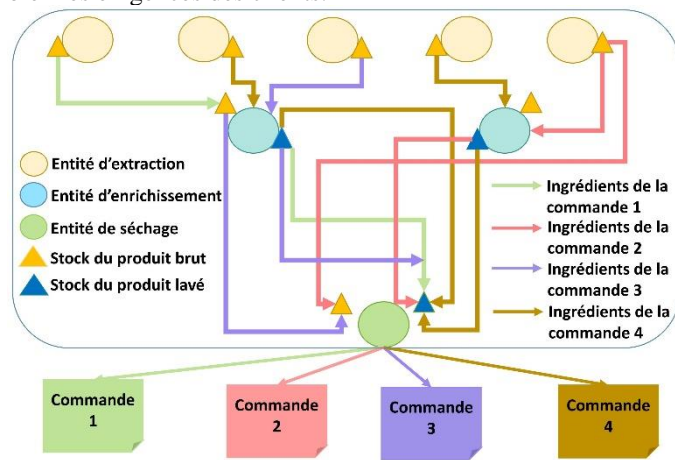 Entité d'extraction
Entité d'enrichissement
Entité de séchage
Stock du produit brut
Stock du produit lavé
Ingrédients de la
commande 1
Ingrédients de la
commande 2
Ingrédients de la
commande 3
Ingrédients de la
commande 4
Commande
1
Commande
2
Commande
3
Commande
4